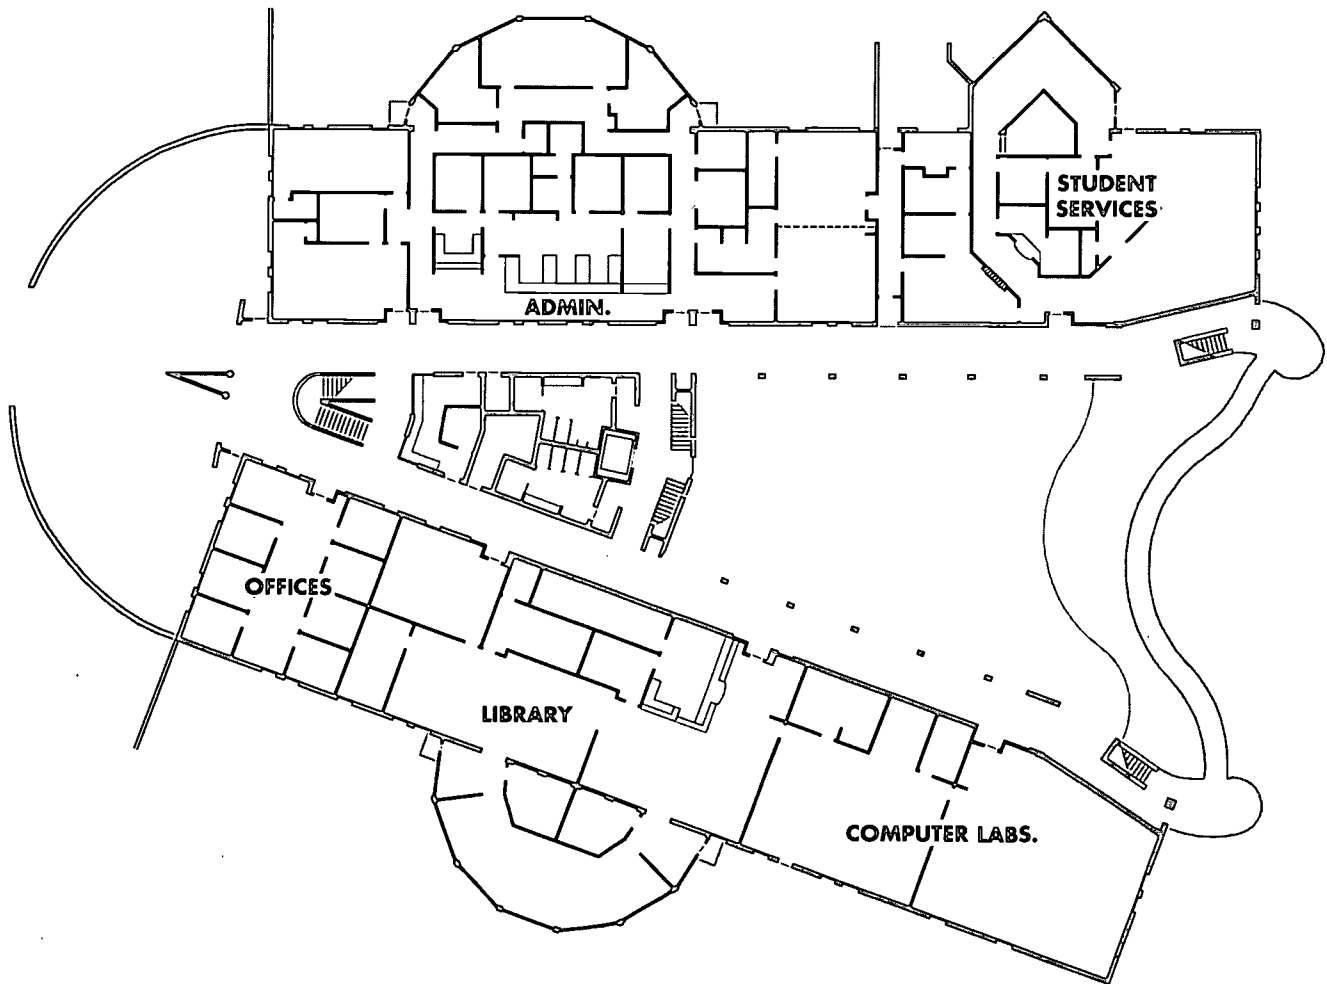 STUDENT
SERVICES
ADMIN.
OFFICES
LIBRARY
COMPUTER LABS.